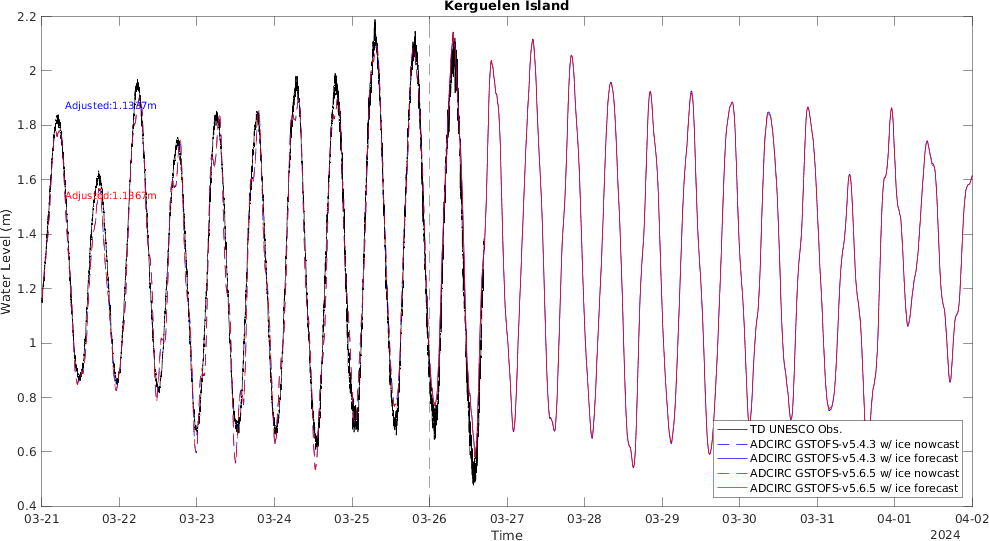 Kerguelen Island
2.2
2
1.8
1.6
1.4
1.2
1
0.8
0.6
0.4
Water Level (m)
Adjusted:1.1367m
TD UNESCO Obs.
ADCIRC GSTOFS-v5.4.3 w/ ice nowcast
ADCIRC GSTOFS-v5.4.3 w/ ice forecast
ADCIRC GSTOFS-v5.6.5 w/ ice nowcast
ADCIRC GSTOFS-v5.6.5 w/ ice forecast
03-21 03-22 03-23 03-24 03-25 03-26 03-27 03-28 03-29 03-30 03-31 04-01 04-02
Time
2024